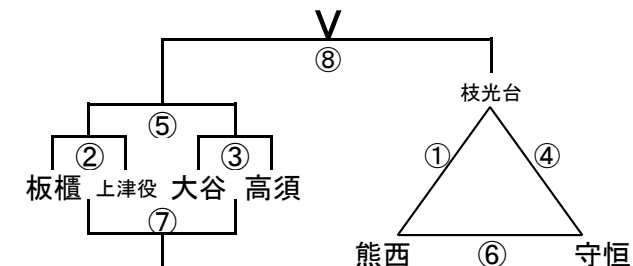 V
⑧
枝光台
⑤
② ③ ① ④
板櫃 上津役 大谷 高須
⑦
熊西 ⑥ 守恒